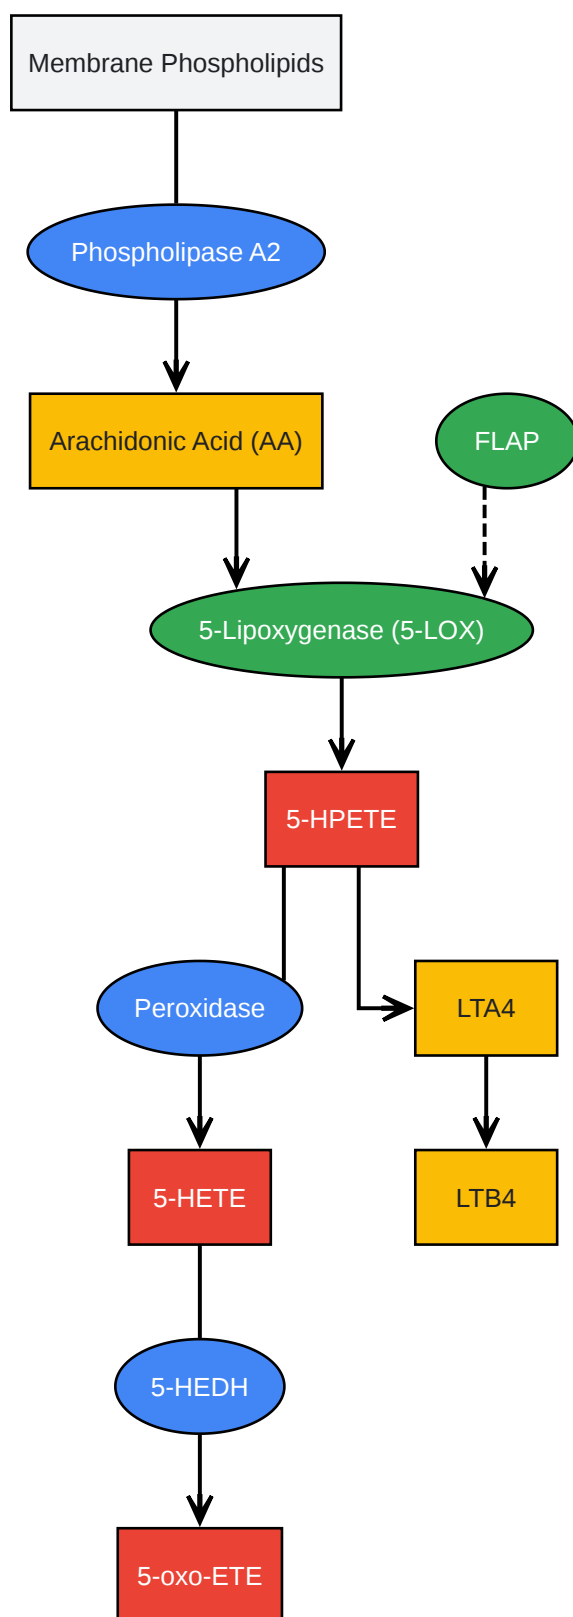 Membrane Phospholipids
Phospholipase A2
Arachidonic Acid (AA)
FLAP
5-Lipoxygenase (5-LOX)
5-HPETE
Peroxidase
LTA4
5-HETE
LTB4
5-HEDH
5-oxo-ETE